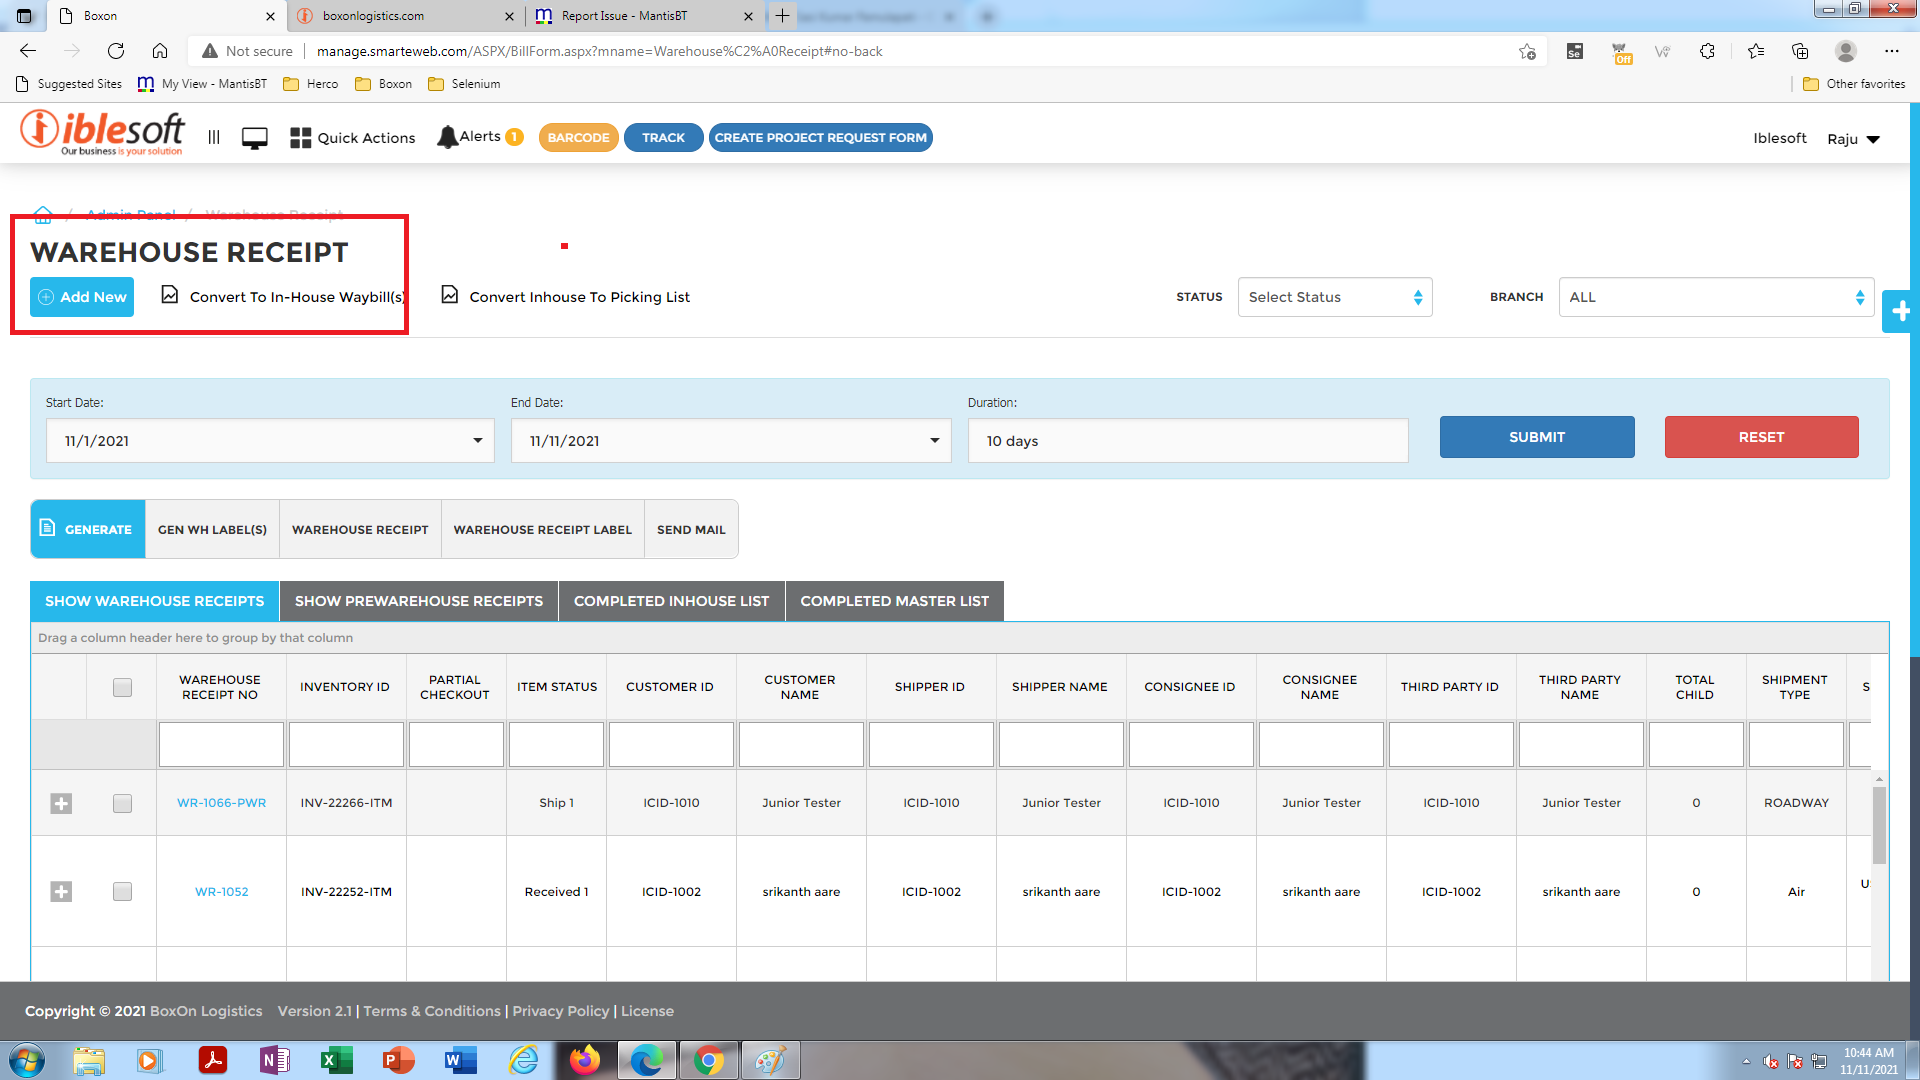 Boxon
boxonlogistics.com
Report Issue - MantisBT
Not secure
manage.smarteweb.com/ASPX/BillForm.aspx?mname=Warehouse%C2%A0Receipt#no-back
Se
Off
Suggested Sites
My View - MantisBT
Herco
Boxon
Selenium
Other favorites
iblesoft
Our business is your solution
Quick Actions
Alerts 1
BARCODE
TRACK
CREATE PROJECT REQUEST FORM
Iblesoft
Raju
/ Admin Panel / Warehouse Receipt
WAREHOUSE RECEIPT
Add New
Convert To In-House Waybill(s)
Convert Inhouse To Picking List
STATUS
Select Status
BRANCH
ALL
Start Date:
End Date:
Duration:
11/1/2021
11/11/2021
10 days
SUBMIT
RESET
GENERATE
GEN WH LABEL(S)
WAREHOUSE RECEIPT
WAREHOUSE RECEIPT LABEL
SEND MAIL
SHOW WAREHOUSE RECEIPTS
SHOW PREWAREHOUSE RECEIPTS
COMPLETED INHOUSE LIST
COMPLETED MASTER LIST
Drag a column header here to group by that column
WAREHOUSE RECEIPT NO
INVENTORY ID
PARTIAL CHECKOUT
ITEM STATUS
CUSTOMER ID
CUSTOMER NAME
SHIPPER ID
SHIPPER NAME
CONSIGNEE ID
CONSIGNEE NAME
THIRD PARTY ID
THIRD PARTY NAME
TOTAL CHILD
SHIPMENT TYPE
S
WR-1066-PWR
INV-22266-ITM
Ship 1
ICID-1010
Junior Tester
ICID-1010
Junior Tester
ICID-1010
Junior Tester
ICID-1010
Junior Tester
0
ROADWAY
WR-1052
INV-22252-ITM
Received 1
ICID-1002
srikanth aare
ICID-1002
srikanth aare
ICID-1002
srikanth aare
ICID-1002
srikanth aare
0
Air
U
Copyright © 2021 BoxOn Logistics Version 2.1 | Terms & Conditions | Privacy Policy | License
10:44 AM
11/11/2021